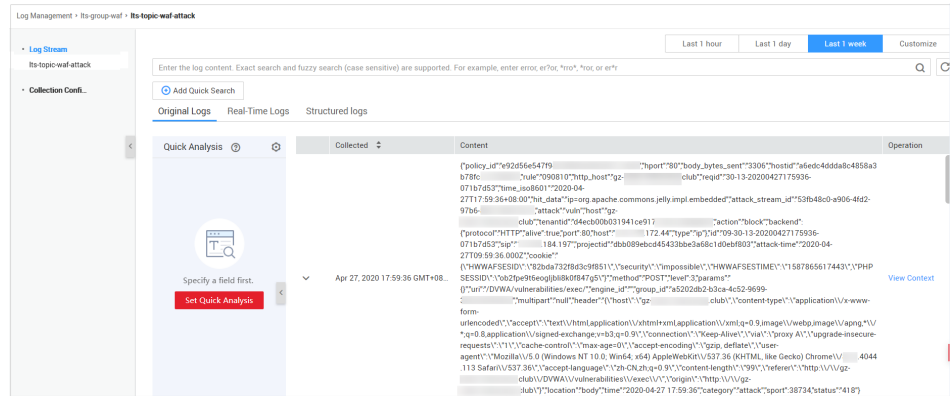 Log Management › lts-group-waf › lts-topic-waf-attack
Last 1 hour Last 1 day Last 1 week Customize
Log Stream
lts-topic-waf-attack
Collection Confi...
Enter the log content. Exact search and fuzzy search (case sensitive) are supported. For example, enter error, er?or, *rro*, *ror, or er*r
Add Quick Search
Original Logs Real-Time Logs Structured logs
Quick Analysis
Collected Content Operation
{"policy_id":"e92d56e547f9 ","hport":"80","body_bytes_sent":"3306","hostid":"a6edc4ddda8c4858a3
b78fc ","rule":"090810","http_host":"gz- club","reqid":"30-13-20200427175936-
071b7d53","time_iso8601":"2020-04-
27T17:59:36+08:00","hit_data":"ip=org.apache.commons.jelly.impl.embedded","attack_stream_id":"53fb48c0-a906-4fd2-
97b6- ","attack":"vuln","host":"gz-
club","tenantid":"d4ecb00b031941ce917 ","action":"block","backend":
{"protocol":"HTTP","alive":true,"port":80,"host":" .172.44","type":"ip"},"id":"09-30-13-20200427175936-
071b7d53","sip":" .184.197","projectid":"dbb089ebcd45433bbe3a68c1d0ebf803","attack-time":"2020-04-
27T09:59:36.000Z","cookie":"
{\"HWWAFSESID\":\"82bda732f8d3c9f851\",\"security\":\"impossible\",\"HWWAFSESTIME\":\"1587865617443\",\"PHP
SESSID\":\"ob2fpe9t6eogljbli8k0f847g5\"}","method":"POST","level":3,"params":"
{}","uri":"/DVWA/vulnerabilities/exec/","engine_id":"","group_id":"a5202db2-b3ca-4c52-9699-
","multipart":"null","header":"{\"host\":\"gz- .club\",\"content-type\":\"application\\/x-www-
form-
urlencoded\",\"accept\":\"text\\/html,application\\/xhtml+xml,application\\/xml;q=0.9,image\\/webp,image\\/apng,*\\/
*;q=0.8,application\\/signed-exchange;v=b3;q=0.9\",\"connection\":\"Keep-Alive\",\"via\":\"proxy A\",\"upgrade-insecure-
requests\":\"1\",\"cache-control\":\"max-age=0\",\"accept-encoding\":\"gzip, deflate\",\"user-
agent\":\"Mozilla\\/5.0 (Windows NT 10.0; Win64; x64) AppleWebKit\\/537.36 (KHTML, like Gecko) Chrome\\/ .4044
.113 Safari\\/537.36\",\"accept-language\":\"zh-CN,zh;q=0.9\",\"content-length\":\"99\",\"referer\":\"http:\\/\\/gz-
club\\/DVWA\\/vulnerabilities\\/exec\\/\",\"origin\":\"http:\\/\\/gz-
club\"}","location":"body","time":"2020-04-27 17:59:36","category":"attack","sport":38734,"status":"418"}
Specify a field first.
Set Quick Analysis
Apr 27, 2020 17:59:36 GMT+08...
View Context